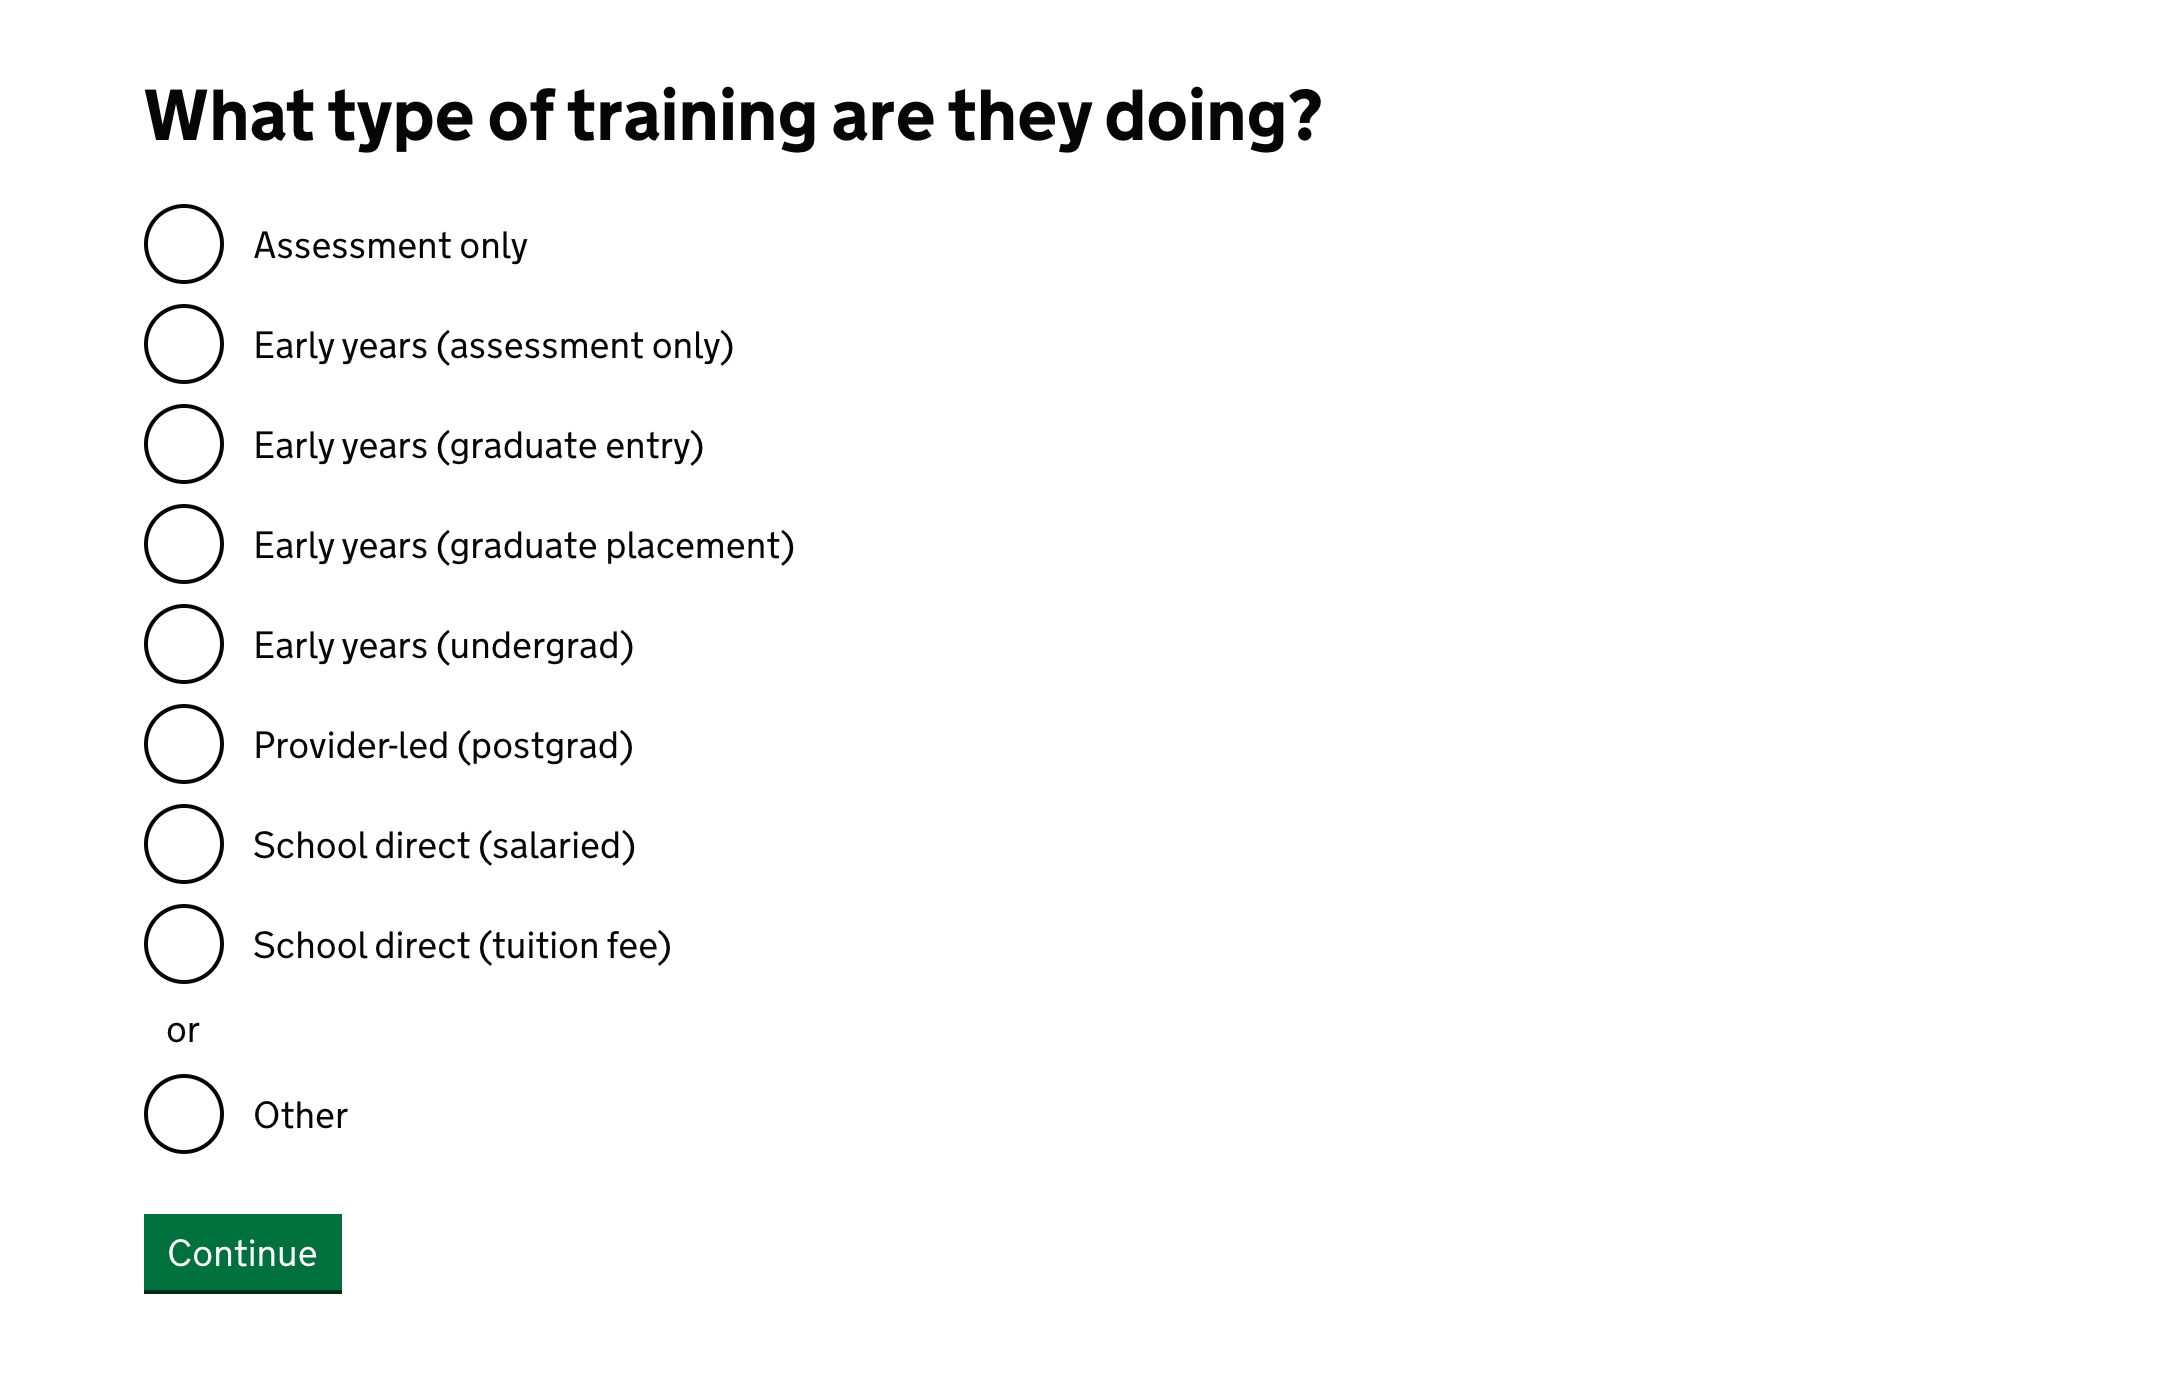 What type of training are they doing?
Assessment only
Early years (assessment only)
Early years (graduate entry)
Early years (graduate placement)
Early years (undergrad)
Provider-led (postgrad)
School direct (salaried)
School direct (tuition fee)
or
Other
Continue